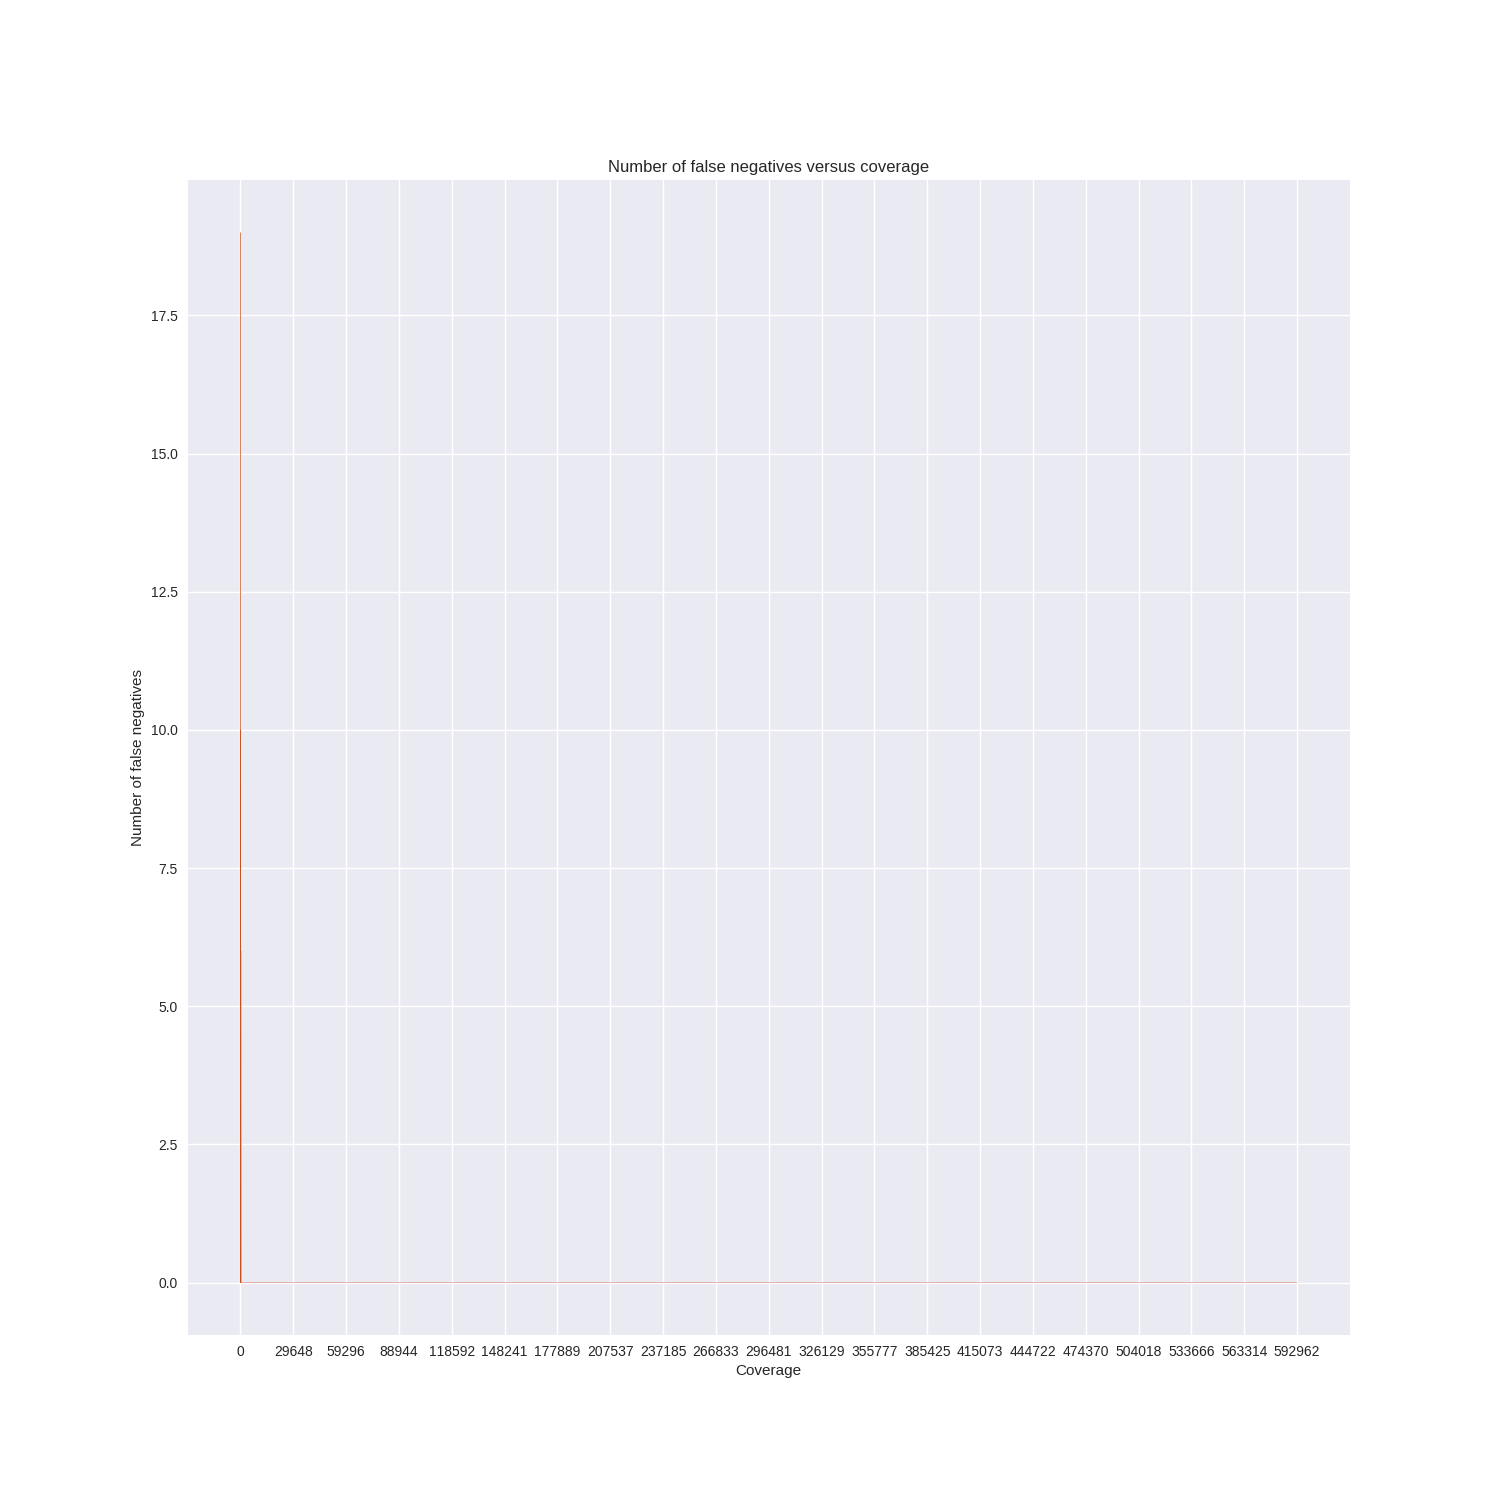 Number of false negatives versus coverage
17.5
15.0
12.5
10.0
7.5
5.0
2.5
0.0
Number of false negatives
0 29648 59296 88944 118592 148241 177889 207537 237185 266833 296481 326129 355777 385425 415073 444722 474370 504018 533666 563314 592962
Coverage